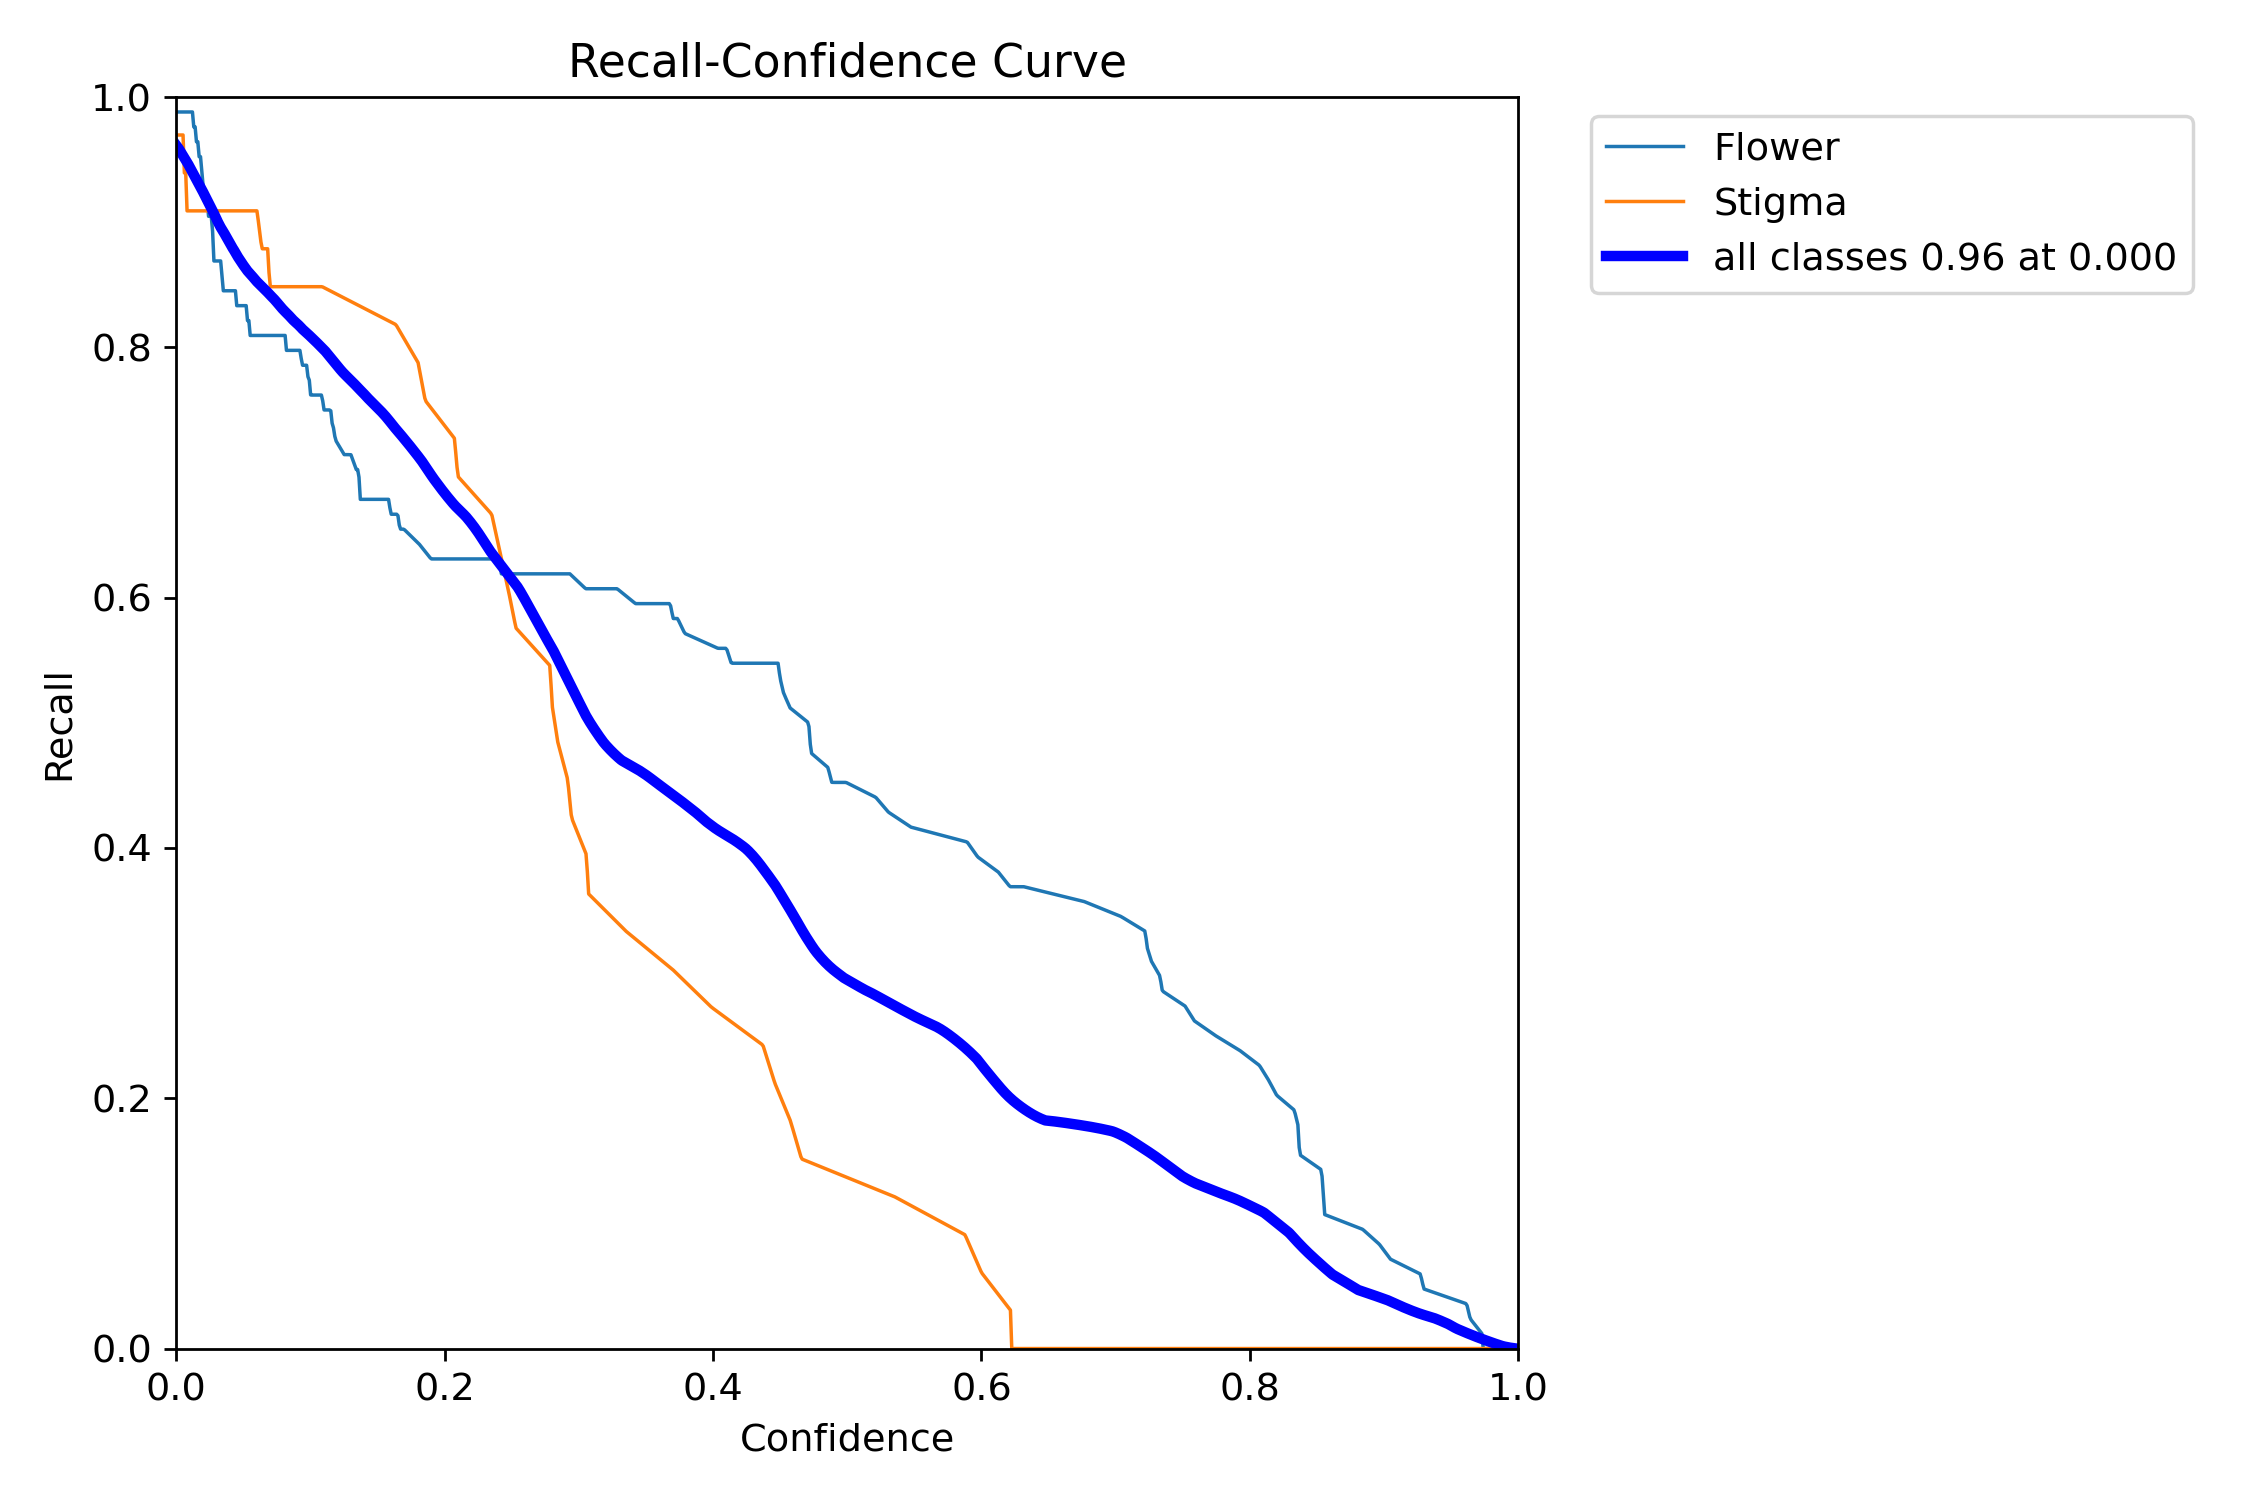 Recall-Confidence Curve
1.0
0.8
0.6
0.4
0.2
0.0
Recall
0.0 0.2 0.4 0.6 0.8 1.0
Confidence
Flower
Stigma
all classes 0.96 at 0.000